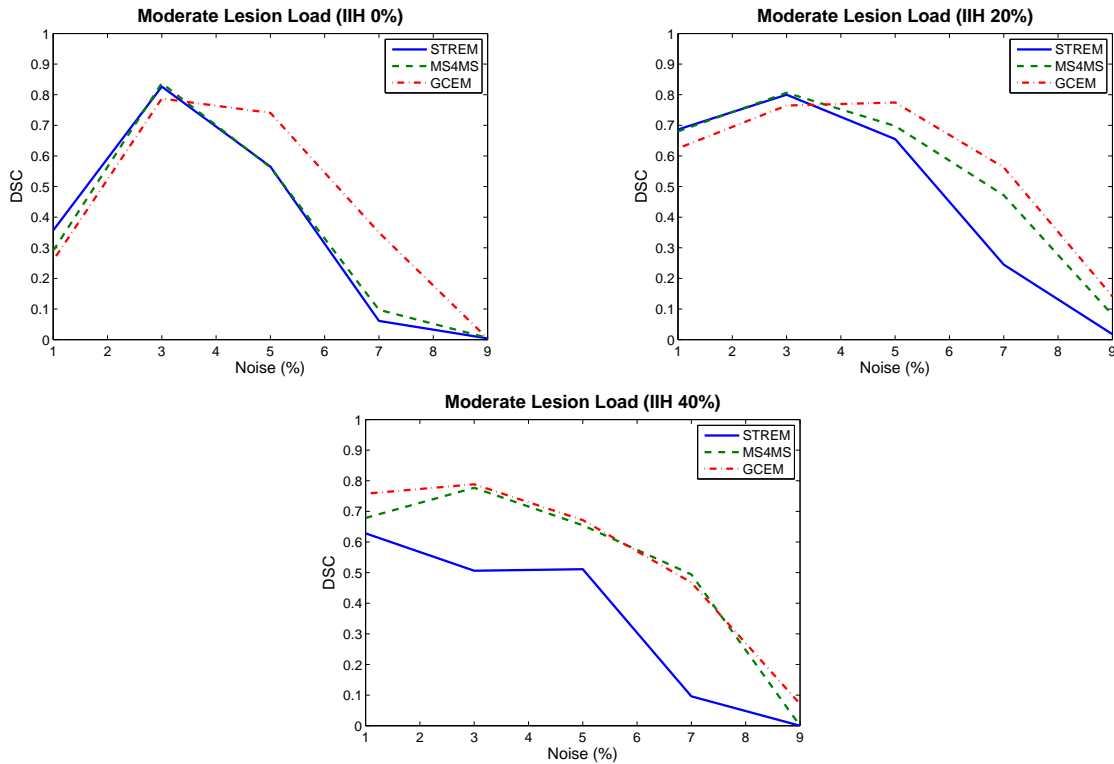 Moderate Lesion Load (IIH 0%)
1
0.9
0.8
0.7
0.6
0.5
0.4
0.3
0.2
0.1
0
DSC
1 2 3 4 5 6 7 8 9
Noise (%)
STREM
MS4MS
GCEM
Moderate Lesion Load (IIH 20%)
1
0.9
0.8
0.7
0.6
0.5
0.4
0.3
0.2
0.1
0
DSC
1 2 3 4 5 6 7 8 9
Noise (%)
STREM
MS4MS
GCEM
Moderate Lesion Load (IIH 40%)
1
0.9
0.8
0.7
0.6
0.5
0.4
0.3
0.2
0.1
0
DSC
1 2 3 4 5 6 7 8 9
Noise (%)
STREM
MS4MS
GCEM